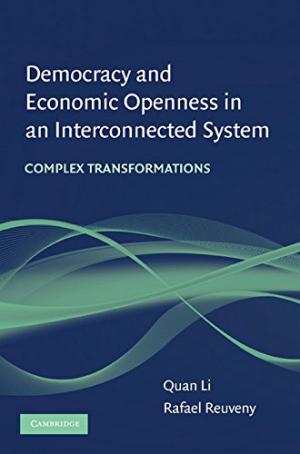 Democracy and
Economic Openness in
an Interconnected System
COMPLEX TRANSFORMATIONS
Quan Li
Rafael Reuveny
CAMBRIDGE